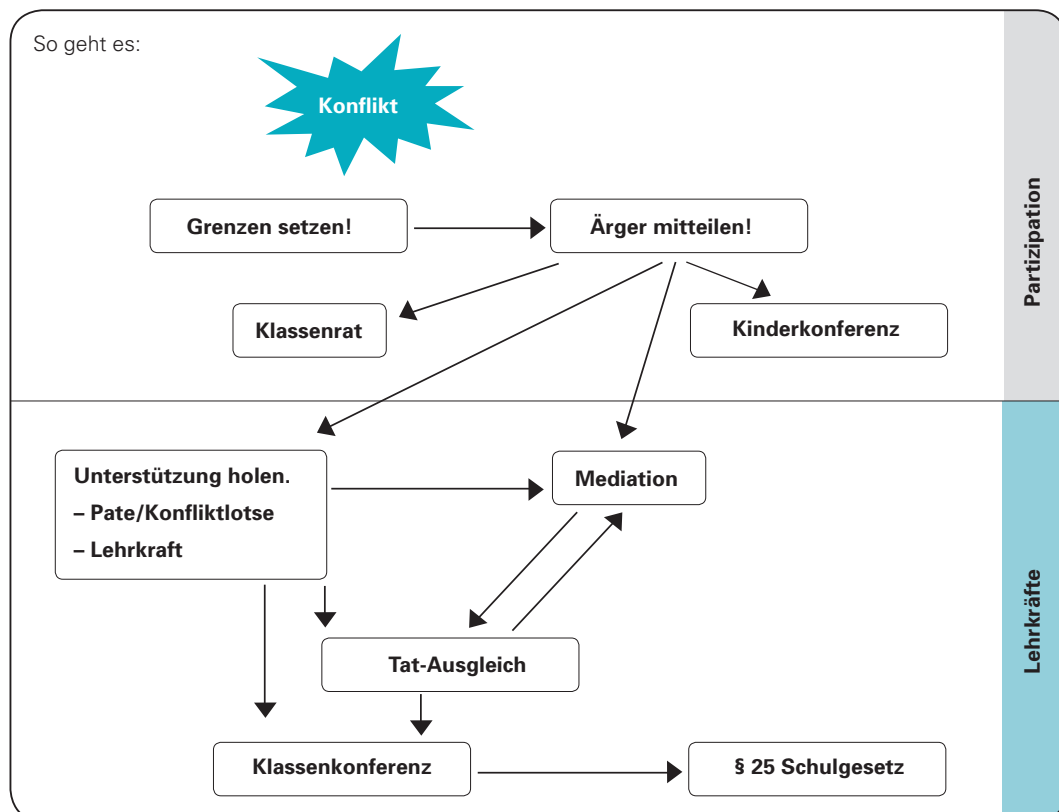 So geht es:
Konflikt
Grenzen setzen!
Ärger mitteilen!
Klassenrat
Kinderkonferenz
Partizipation
Unterstützung holen.
– Pate/Konfliktlotse
– Lehrkraft
Mediation
Tat-Ausgleich
Klassenkonferenz
§ 25 Schulgesetz
Lehrkräfte